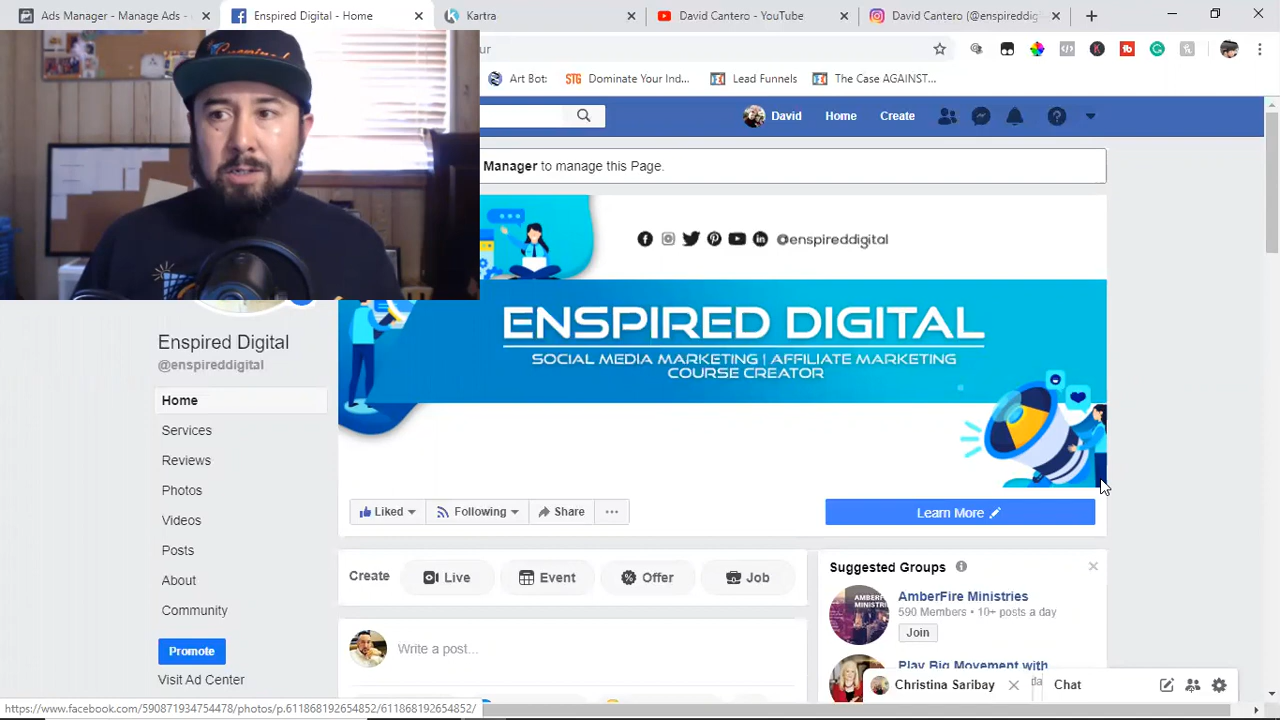 Ads Manager - Manage Ads -
Enspired Digital - Home
Kartra
David Cantero - YouTube
David Montero (@enspireddig
ur
Art Bot:
STG Dominate Your Ind...
Lead Funnels
The Case AGAINST...
David
Home
Create
Manager to manage this Page.
@enspireddigital
ENSPIRED DIGITAL
SOCIAL MEDIA MARKETING | AFFILIATE MARKETING
COURSE CREATOR
Enspired Digital
@enspireddigital
Home
Services
Reviews
Photos
Videos
Posts
About
Community
Promote
Visit Ad Center
Liked
Following
Share
Learn More
Create
Live
Event
Offer
Job
Write a post...
Suggested Groups
AmberFire Ministries
590 Members • 10+ posts a day
Join
Play Big Movement with
Christina Saribay
Chat
https://www.facebook.com/590871934754478/photos/p.611868192654852/611868192654852/